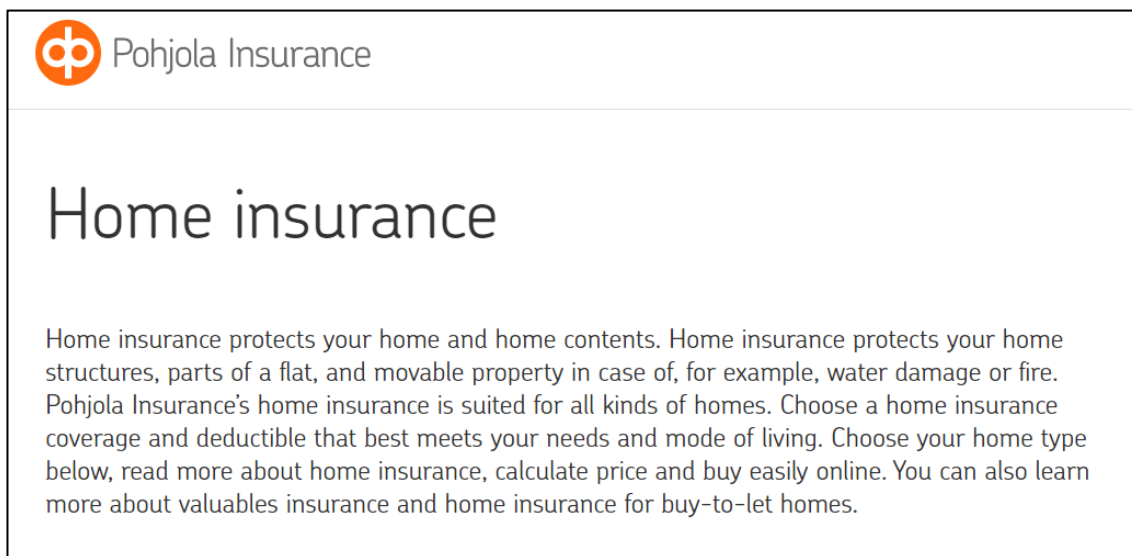 Pohjola Insurance
Home insurance
Home insurance protects your home and home contents. Home insurance protects your home
structures, parts of a flat, and movable property in case of, for example, water damage or fire.
Pohjola Insurance's home insurance is suited for all kinds of homes. Choose a home insurance
coverage and deductible that best meets your needs and mode of living. Choose your home type
below, read more about home insurance, calculate price and buy easily online. You can also learn
more about valuables insurance and home insurance for buy-to-let homes.